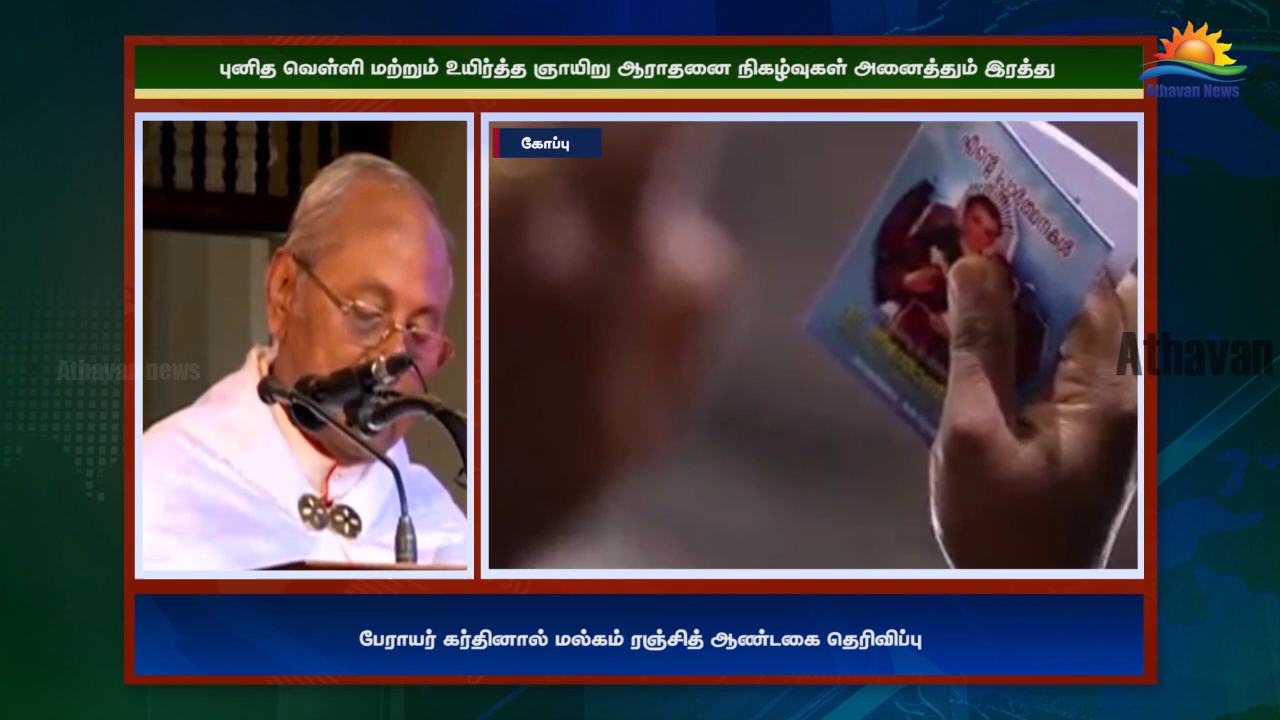 புனித வெள்ளி மற்றும் உயிர்த்த ஞாயிறு ஆராதனை நிகழ்வுகள் அனைத்தும் இரத்து
Athavan News
கோப்பு
Athavan news
Athavan
பேராயர் கர்தினால் மல்கம் ரஞ்சித் ஆண்டகை தெரிவிப்பு